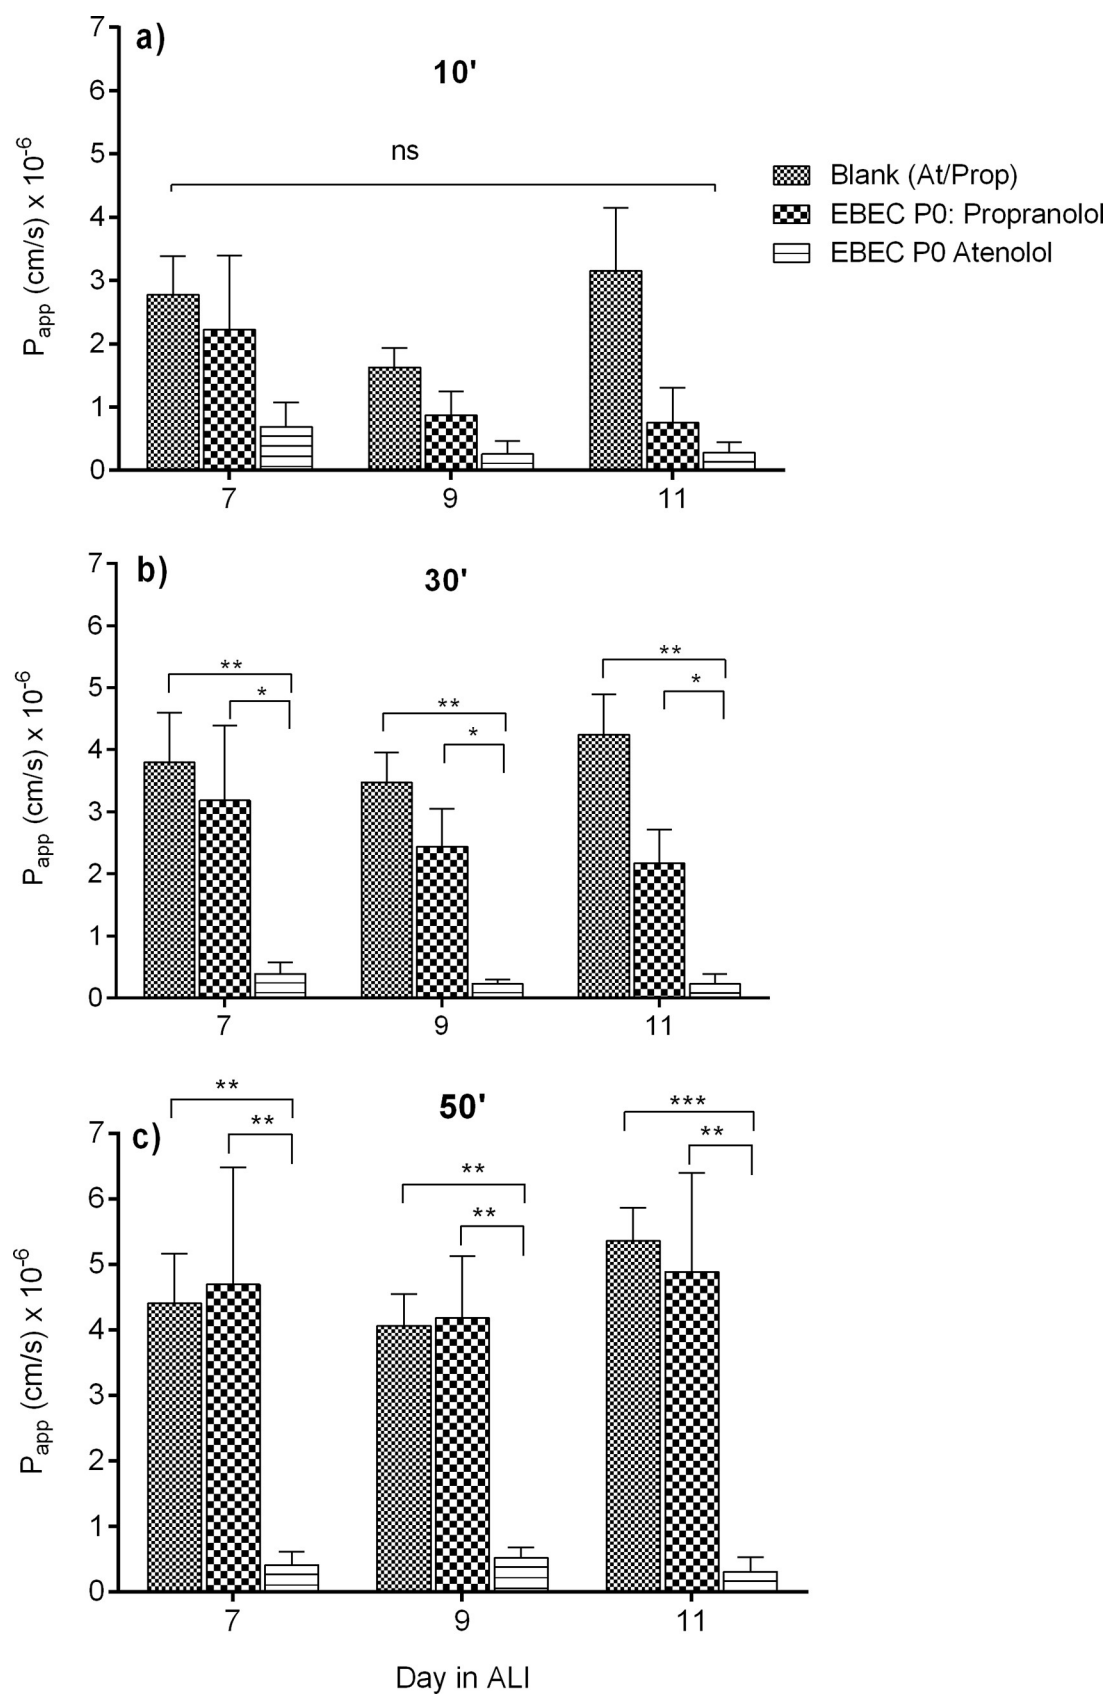 a)
10'
7
6
5
4
3
2
1
0
P_app (cm/s) x 10^-6
ns
7 9 11
Blank (At/Prop)
EBEC P0: Propranolol
EBEC P0 Atenolol
b)
30'
7
6
5
4
3
2
1
0
P_app (cm/s) x 10^-6
**
*
**
*
**
*
7 9 11
c)
50'
7
6
5
4
3
2
1
0
P_app (cm/s) x 10^-6
**
**
**
**
***
**
7 9 11
Day in ALI